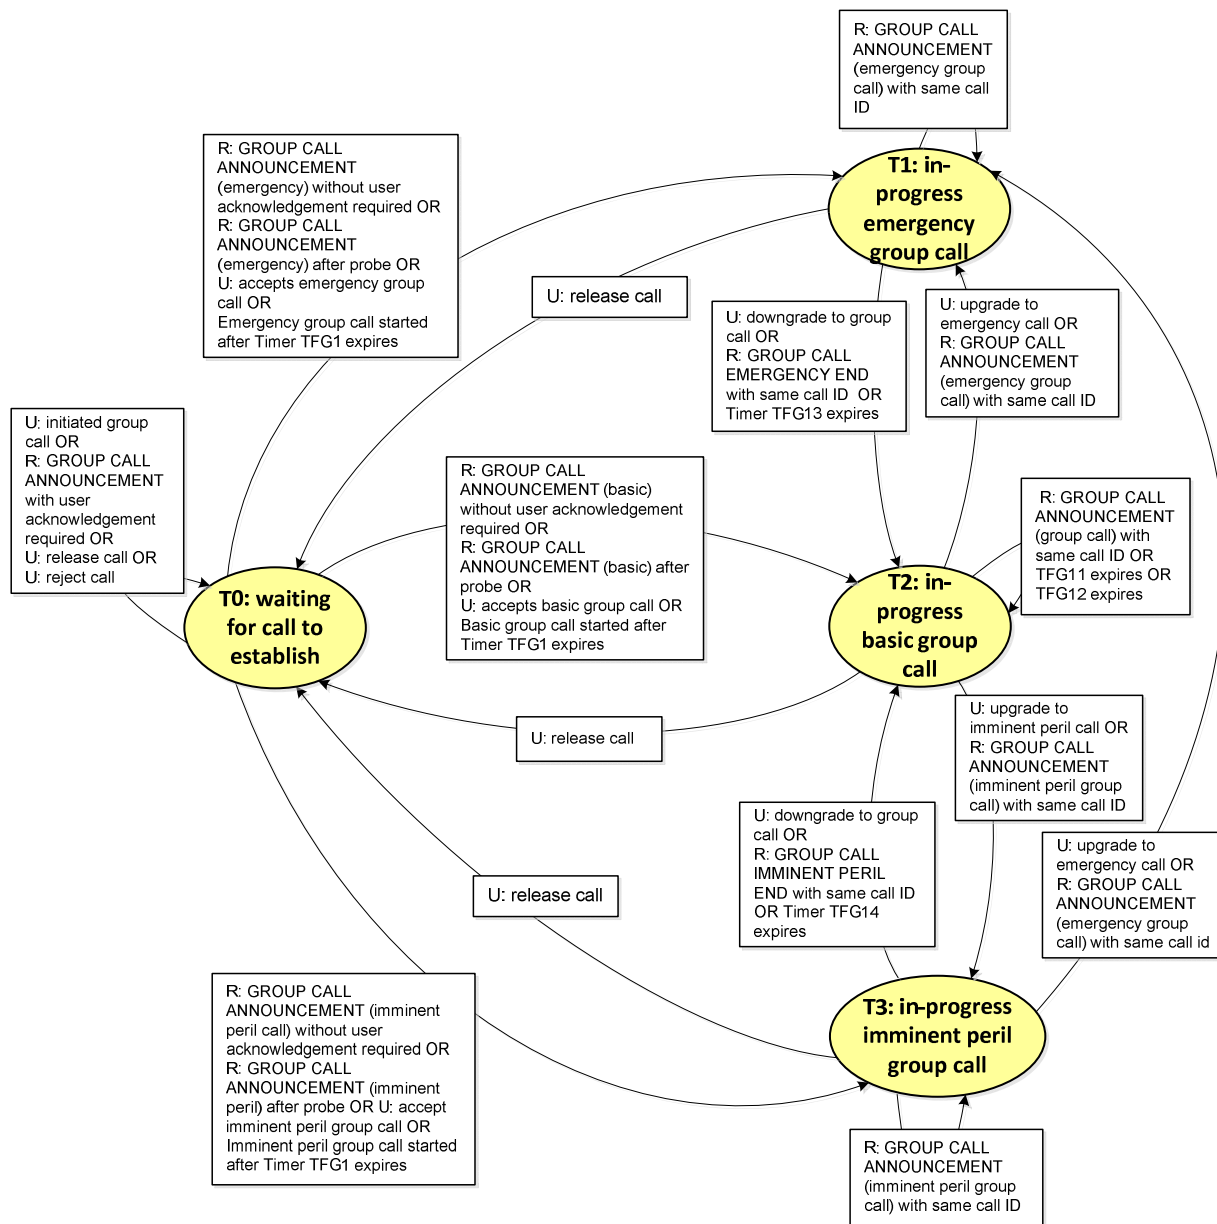 R: GROUP CALL
ANNOUNCEMENT
(emergency group
call) with same call
ID
R: GROUP CALL
ANNOUNCEMENT
(emergency) without user
acknowledgement required OR
R: GROUP CALL
ANNOUNCEMENT
(emergency) after probe OR
U: accepts emergency group
call OR
Emergency group call started
after Timer TFG1 expires
T1: in-
progress
emergency
group call
U: release call
U: downgrade to group
call OR
R: GROUP CALL
EMERGENCY END
with same call ID OR
Timer TFG13 expires
U: upgrade to
emergency call OR
R: GROUP CALL
ANNOUNCEMENT
(emergency group
call) with same call ID
U: initiated group
call OR
R: GROUP CALL
ANNOUNCEMENT
with user
acknowledgement
required OR
U: release call OR
U: reject call
R: GROUP CALL
ANNOUNCEMENT (basic)
without user acknowledgement
required OR
R: GROUP CALL
ANNOUNCEMENT (basic) after
probe OR
U: accepts basic group call OR
Basic group call started after
Timer TFG1 expires
R: GROUP CALL
ANNOUNCEMENT
(group call) with
same call ID OR
TFG11 expires OR
TFG12 expires
T0: waiting
for call to
establish
T2: in-
progress
basic group
call
U: release call
U: upgrade to
imminent peril call OR
R: GROUP CALL
ANNOUNCEMENT
(imminent peril group
call) with same call ID
U: downgrade to group
call OR
R: GROUP CALL
IMMINENT PERIL
END with same call ID
OR Timer TFG14
expires
U: upgrade to
emergency call OR
R: GROUP CALL
ANNOUNCEMENT
(emergency group
call) with same call id
U: release call
R: GROUP CALL
ANNOUNCEMENT (imminent
peril call) without user
acknowledgement required OR
R: GROUP CALL
ANNOUNCEMENT (imminent
peril) after probe OR U: accept
imminent peril group call OR
Imminent peril group call started
after Timer TFG1 expires
T3: in-progress
imminent peril
group call
R: GROUP CALL
ANNOUNCEMENT
(imminent peril group
call) with same call ID